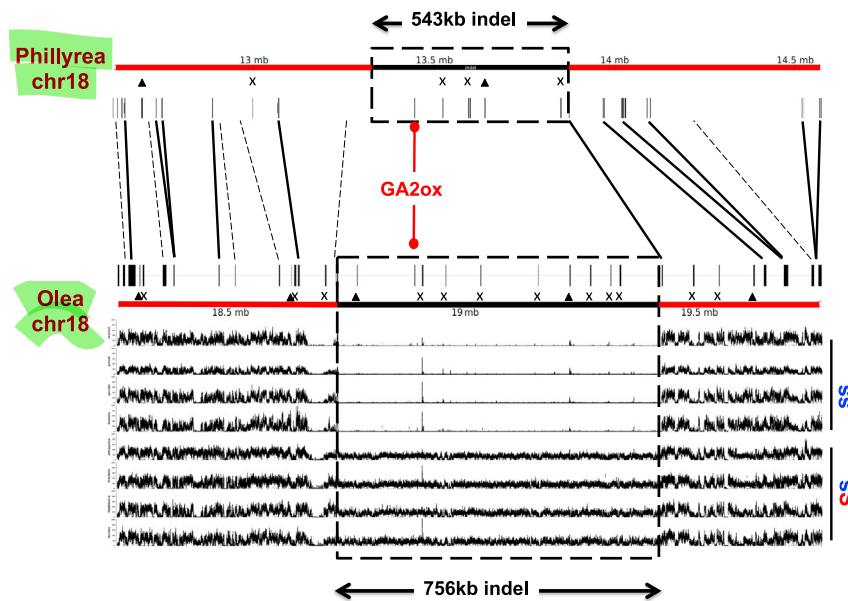 543kb indel
Phillyrea
chr18
13 mb
13.5 mb
14 mb
14.5 mb
indel
X X X X
GA2ox
Olea
chr18
X X X X X X X X X X X
18.5 mb
19 mb
19.5 mb
ss
sS
756kb indel